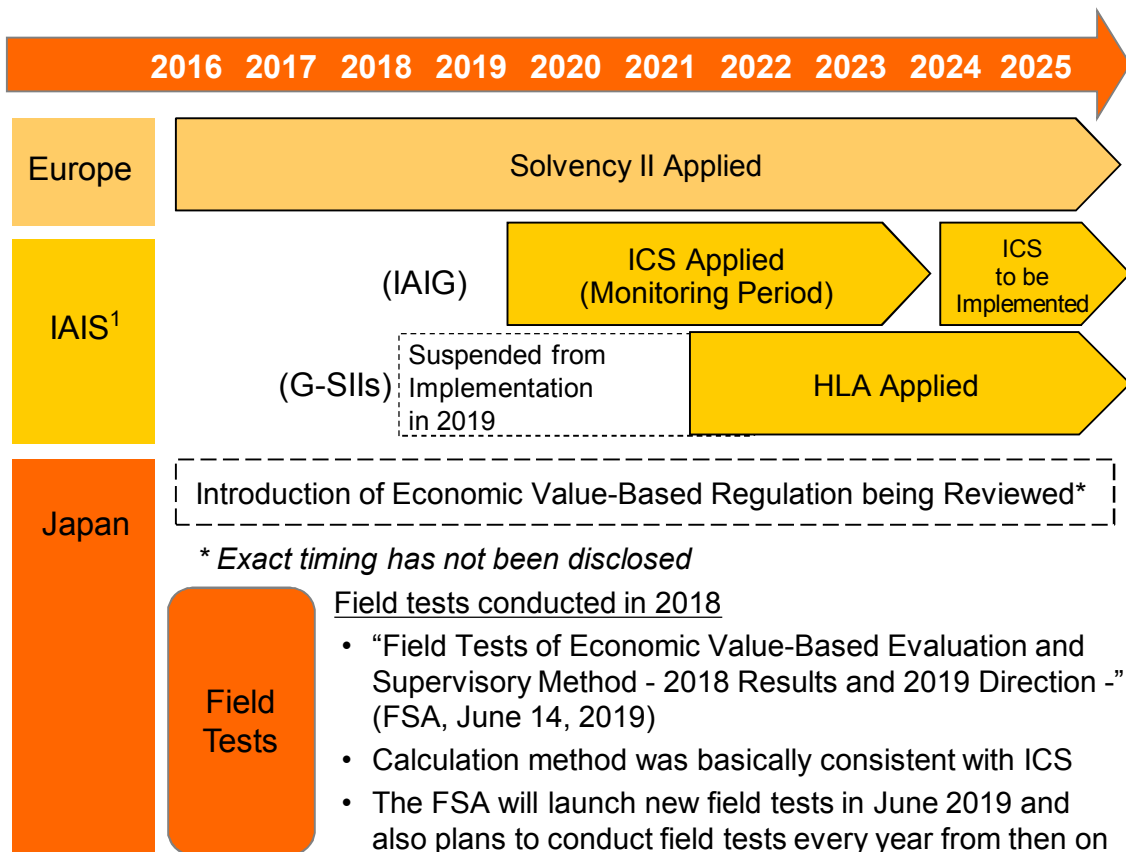 2016 2017 2018 2019 2020 2021 2022 2023 2024 2025
Europe
Solvency II Applied
IAIS¹
(IAIG)
ICS Applied
(Monitoring Period)
ICS
to be
Implemented
(G-SIIs)
Suspended from
Implementation
in 2019
HLA Applied
Japan
Introduction of Economic Value-Based Regulation being Reviewed*
* Exact timing has not been disclosed
Field
Tests
Field tests conducted in 2018
• “Field Tests of Economic Value-Based Evaluation and
Supervisory Method - 2018 Results and 2019 Direction -”
(FSA, June 14, 2019)
• Calculation method was basically consistent with ICS
• The FSA will launch new field tests in June 2019 and
also plans to conduct field tests every year from then on